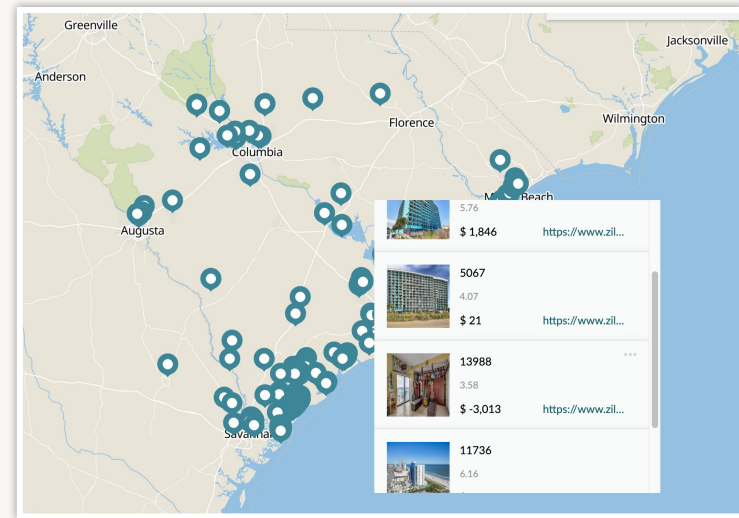 Greenville
Jacksonville
Anderson
Wilmington
Florence
Columbia
Beach
Augusta
5.76
$ 1,846 https://www.zil...
5067
4.07
$ 21 https://www.zil...
13988
3.58
$ -3,013 https://www.zil...
11736
6.16